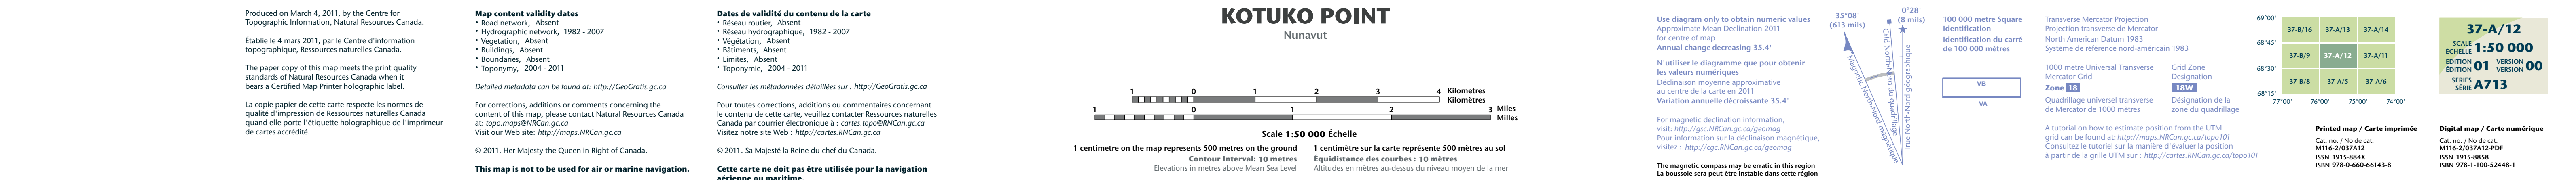 Produced on March 4, 2011, by the Centre for
Topographic Information, Natural Resources Canada.
Établie le 4 mars 2011, par le Centre d'information
topographique, Ressources naturelles Canada.
The paper copy of this map meets the print quality
standards of Natural Resources Canada when it
bears a Certified Map Printer holographic label.
La copie papier de cette carte respecte les normes de
qualité d'impression de Ressources naturelles Canada
quand elle porte l'étiquette holographique de l'imprimeur
de cartes accrédité.
Map content validity dates
• Road network, Absent
• Hydrographic network, 1982 - 2007
• Vegetation, Absent
• Buildings, Absent
• Boundaries, Absent
• Toponymy, 2004 - 2011
Detailed metadata can be found at: http://GeoGratis.gc.ca
For corrections, additions or comments concerning the
content of this map, please contact Natural Resources Canada
at: topo.maps@NRCan.gc.ca
Visit our Web site: http://maps.NRCan.gc.ca
© 2011. Her Majesty the Queen in Right of Canada.
This map is not to be used for air or marine navigation.
Dates de validité du contenu de la carte
• Réseau routier, Absent
• Réseau hydrographique, 1982 - 2007
• Végétation, Absent
• Bâtiments, Absent
• Limites, Absent
• Toponymie, 2004 - 2011
Consultez les métadonnées détaillées sur : http://GeoGratis.gc.ca
Pour toutes corrections, additions ou commentaires concernant
le contenu de cette carte, veuillez contacter Ressources naturelles
Canada par courrier électronique à : cartes.topo@RNCan.gc.ca
Visitez notre site Web : http://cartes.RNCan.gc.ca
© 2011. Sa Majesté la Reine du chef du Canada.
Cette carte ne doit pas être utilisée pour la navigation
aérienne ou maritime.
KOTUKO POINT
Nunavut
1 0 1 2 3 4 Kilometres
Kilomètres
1 0 1 2 3 Miles
Milles
Scale 1:50 000 Échelle
1 centimetre on the map represents 500 metres on the ground
1 centimètre sur la carte représente 500 mètres au sol
Contour Interval: 10 metres
Équidistance des courbes : 10 mètres
Elevations in metres above Mean Sea Level
Altitudes en mètres au-dessus du niveau moyen de la mer
Use diagram only to obtain numeric values
Approximate Mean Declination 2011
for centre of map
Annual change decreasing 35.4'
N'utiliser le diagramme que pour obtenir
les valeurs numériques
Déclinaison moyenne approximative
au centre de la carte en 2011
Variation annuelle décroissante 35.4'
For magnetic declination information,
visit: http://gsc.NRCan.gc.ca/geomag
Pour information sur la déclinaison magnétique,
visitez : http://cgc.RNCan.gc.ca/geomag
The magnetic compass may be erratic in this region
La boussole sera peut-être instable dans cette région
35°08'
(613 mils)
0°28'
(8 mils)
Magnetic North-Nord magnétique
Grid North-Nord du quadrillage
True North-Nord géographique
100 000 metre Square
Identification
Identification du carré
de 100 000 mètres
VB
VA
Transverse Mercator Projection
Projection transverse de Mercator
North American Datum 1983
Système de référence nord-américain 1983
1000 metre Universal Transverse
Mercator Grid
Zone 18
Quadrillage universel transverse
de Mercator de 1000 mètres
Grid Zone
Designation
18W
Désignation de la
zone du quadrillage
A tutorial on how to estimate position from the UTM
grid can be found at: http://maps.NRCan.gc.ca/topo101
Consultez le tutoriel sur la manière d'évaluer la position
à partir de la grille UTM sur : http://cartes.RNCan.gc.ca/topo101
69°00'
37-B/16 37-A/13 37-A/14
68°45'
37-B/9 37-A/12 37-A/11
68°30'
37-B/8 37-A/5 37-A/6
68°15'
77°00' 76°00' 75°00' 74°00'
Printed map / Carte imprimée
Cat. no. / No de cat.
M116-2/037A12
ISSN 1915-884X
ISBN 978-0-660-66143-8
37-A/12
SCALE
ÉCHELLE 1:50 000
EDITION
ÉDITION 01 VERSION
VERSION 00
SERIES
SÉRIE A713
Digital map / Carte numérique
Cat. no. / No de cat.
M116-2/037A12-PDF
ISSN 1915-8858
ISBN 978-1-100-52448-1